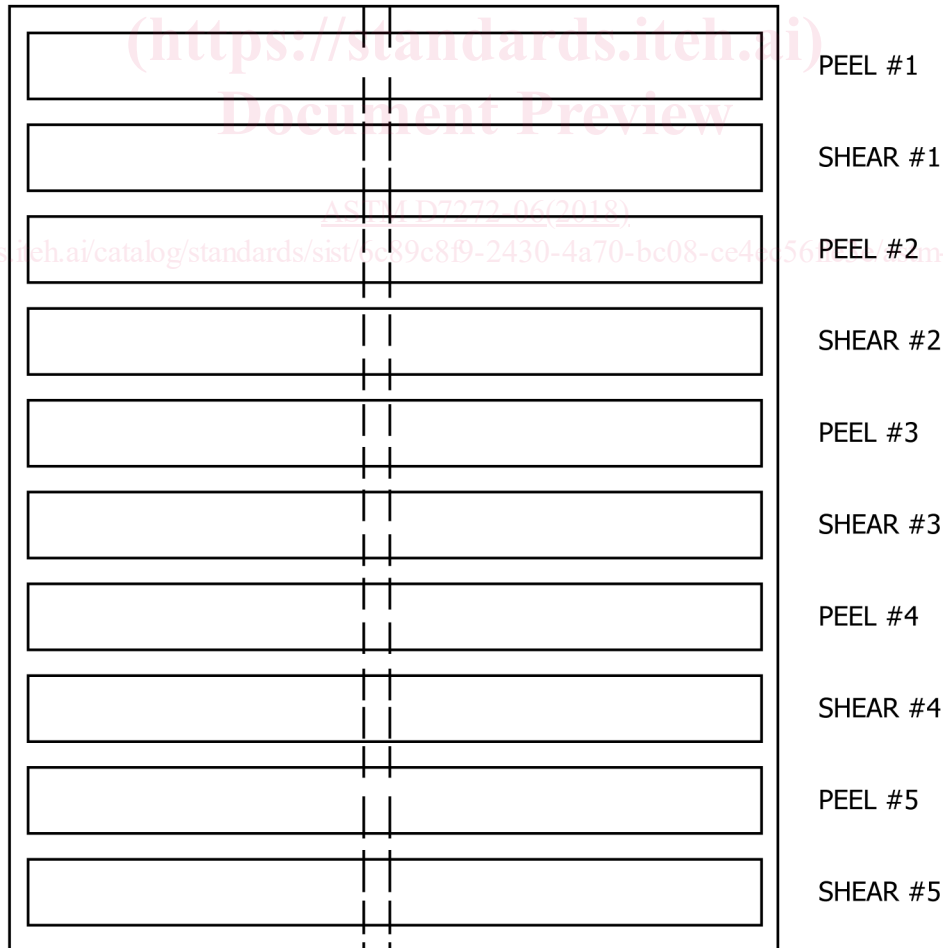 (https://standards.iteh.ai)
PEEL #1
Document Preview
SHEAR #1
ASTM D7272-06(2018)
PEEL #2
SHEAR #2
PEEL #3
SHEAR #3
PEEL #4
SHEAR #4
PEEL #5
SHEAR #5